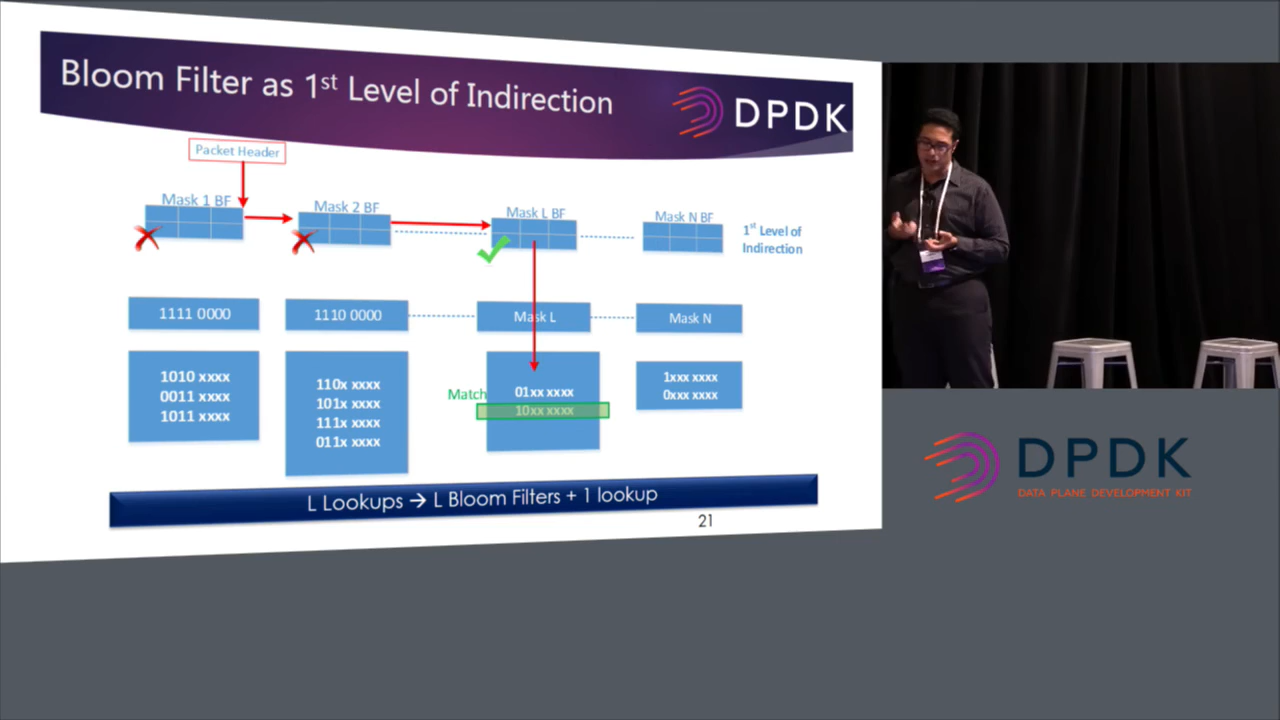 Bloom Filter as 1st Level of Indirection
DPDK
Packet Header
Mask 1 BF
Mask 2 BF
Mask L BF
Mask N BF
1st Level of
Indirection
1111 0000
1110 0000
Mask L
Mask N
1010 xxxx
0011 xxxx
1011 xxxx
110x xxxx
101x xxxx
111x xxxx
011x xxxx
Match
01xx xxxx
10xx xxxx
1xxx xxxx
0xxx xxxx
L Lookups → L Bloom Filters + 1 lookup
21
DPDK
DATA PLANE DEVELOPMENT KIT